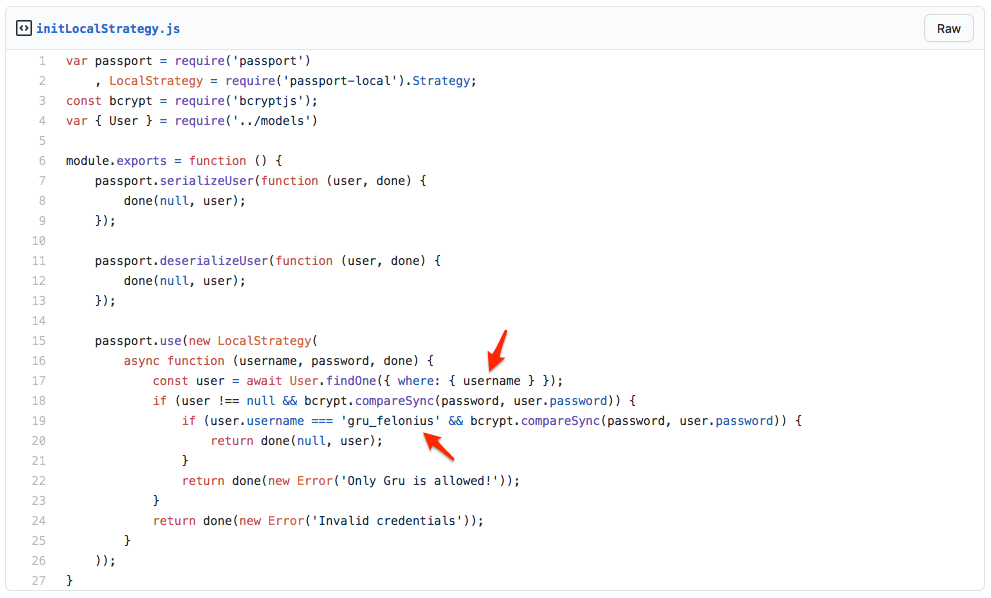 initLocalStrategy.js
Raw
1 var passport = require('passport')
2     , LocalStrategy = require('passport-local').Strategy;
3 const bcrypt = require('bcryptjs');
4 var { User } = require('../models')
5
6 module.exports = function () {
7     passport.serializeUser(function (user, done) {
8         done(null, user);
9     });
10
11     passport.deserializeUser(function (user, done) {
12         done(null, user);
13     });
14
15     passport.use(new LocalStrategy(
16         async function (username, password, done) {
17             const user = await User.findOne({ where: { username } });
18             if (user !== null && bcrypt.compareSync(password, user.password)) {
19                 if (user.username === 'gru_felonius' && bcrypt.compareSync(password, user.password)) {
20                     return done(null, user);
21                 }
22                 return done(new Error('Only Gru is allowed!'));
23             }
24             return done(new Error('Invalid credentials'));
25         }
26     ));
27 }